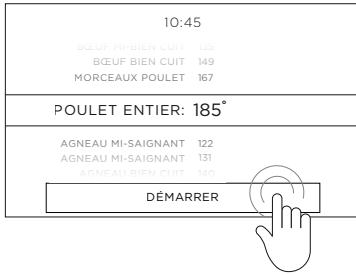 10:45
BŒUF MI-BIEN CUIT 135
BŒUF BIEN CUIT 149
MORCEAUX POULET 167
POULET ENTIER: 185°
AGNEAU MI-SAIGNANT 122
AGNEAU MI-SAIGNANT 131
AGNEAU BIEN CUIT 140
DÉMARRER